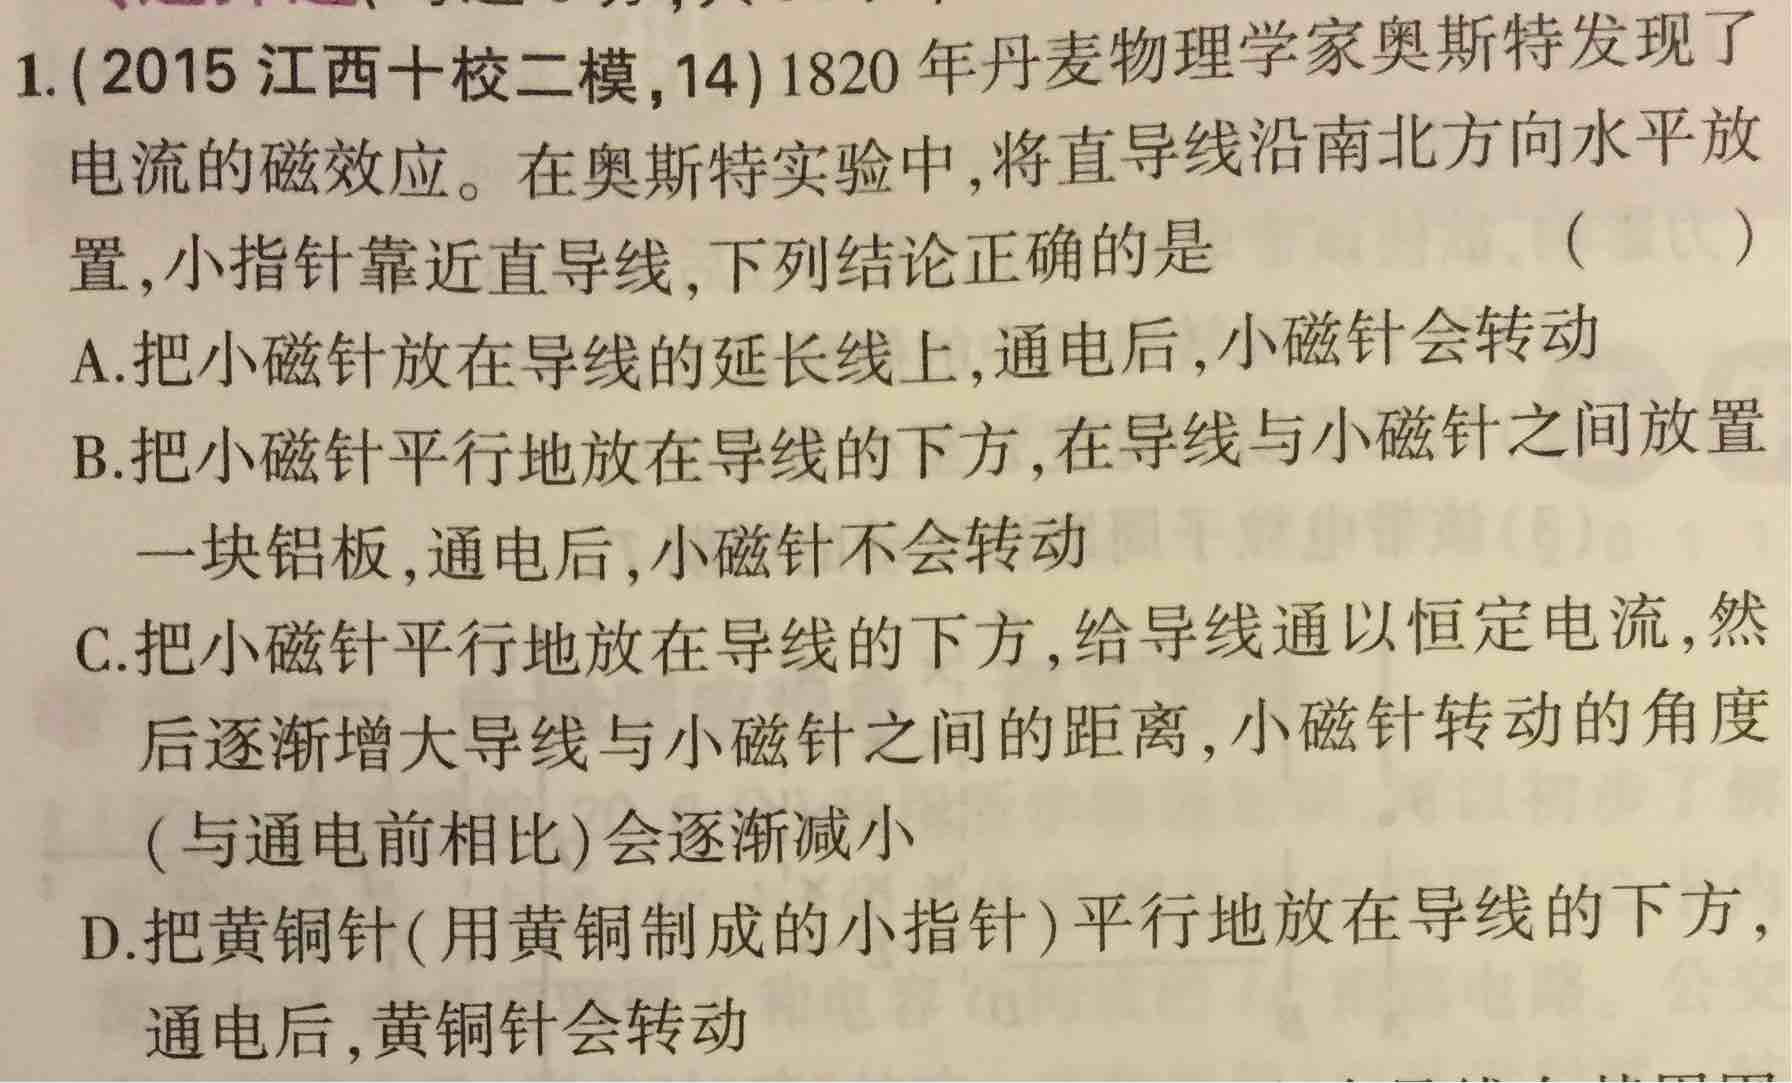 1.(2015 江西十校二模,14)1820 年丹麦物理学家奥斯特发现了
电流的磁效应。在奥斯特实验中,将直导线沿南北方向水平放
置,小指针靠近直导线,下列结论正确的是 ( )
A.把小磁针放在导线的延长线上,通电后,小磁针会转动
B.把小磁针平行地放在导线的下方,在导线与小磁针之间放置
一块铝板,通电后,小磁针不会转动
C.把小磁针平行地放在导线的下方,给导线通以恒定电流,然
后逐渐增大导线与小磁针之间的距离,小磁针转动的角度
(与通电前相比)会逐渐减小
D.把黄铜针(用黄铜制成的小指针)平行地放在导线的下方,
通电后,黄铜针会转动